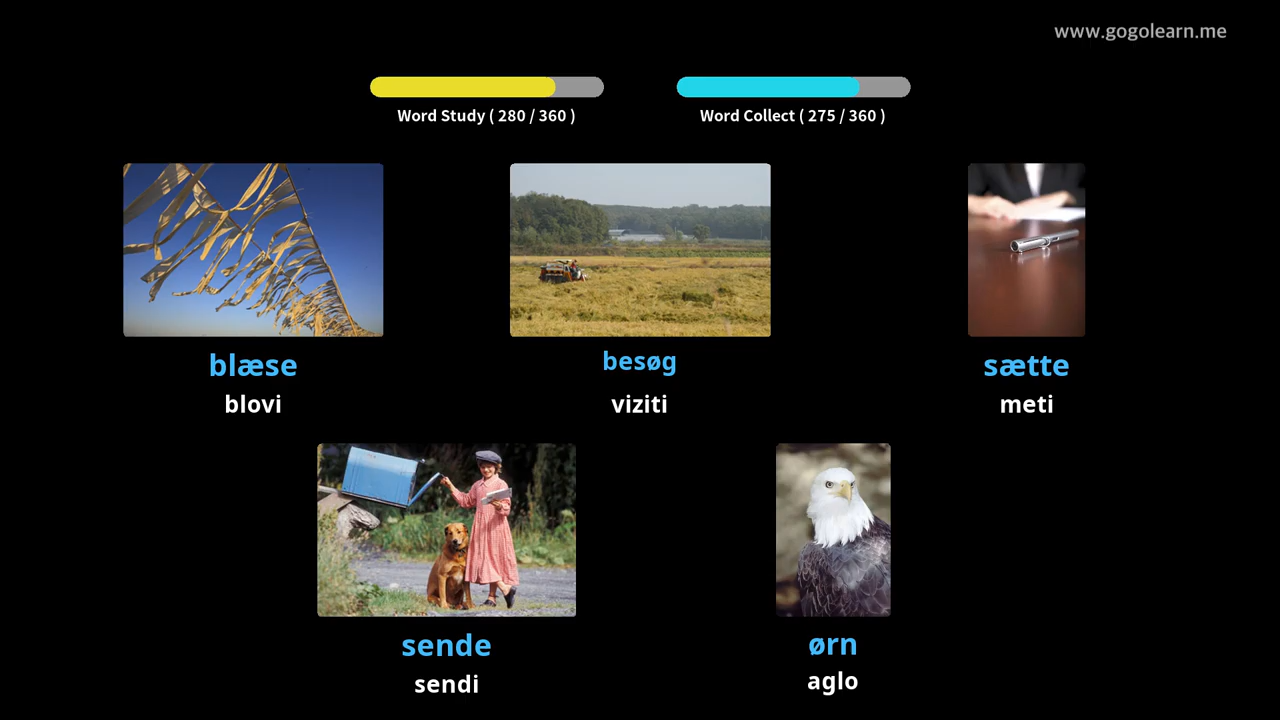 www.gogolearn.me
Word Study ( 280 / 360 )
Word Collect ( 275 / 360 )
blæse
blovi
besøg
viziti
sætte
meti
sende
sendi
ørn
aglo